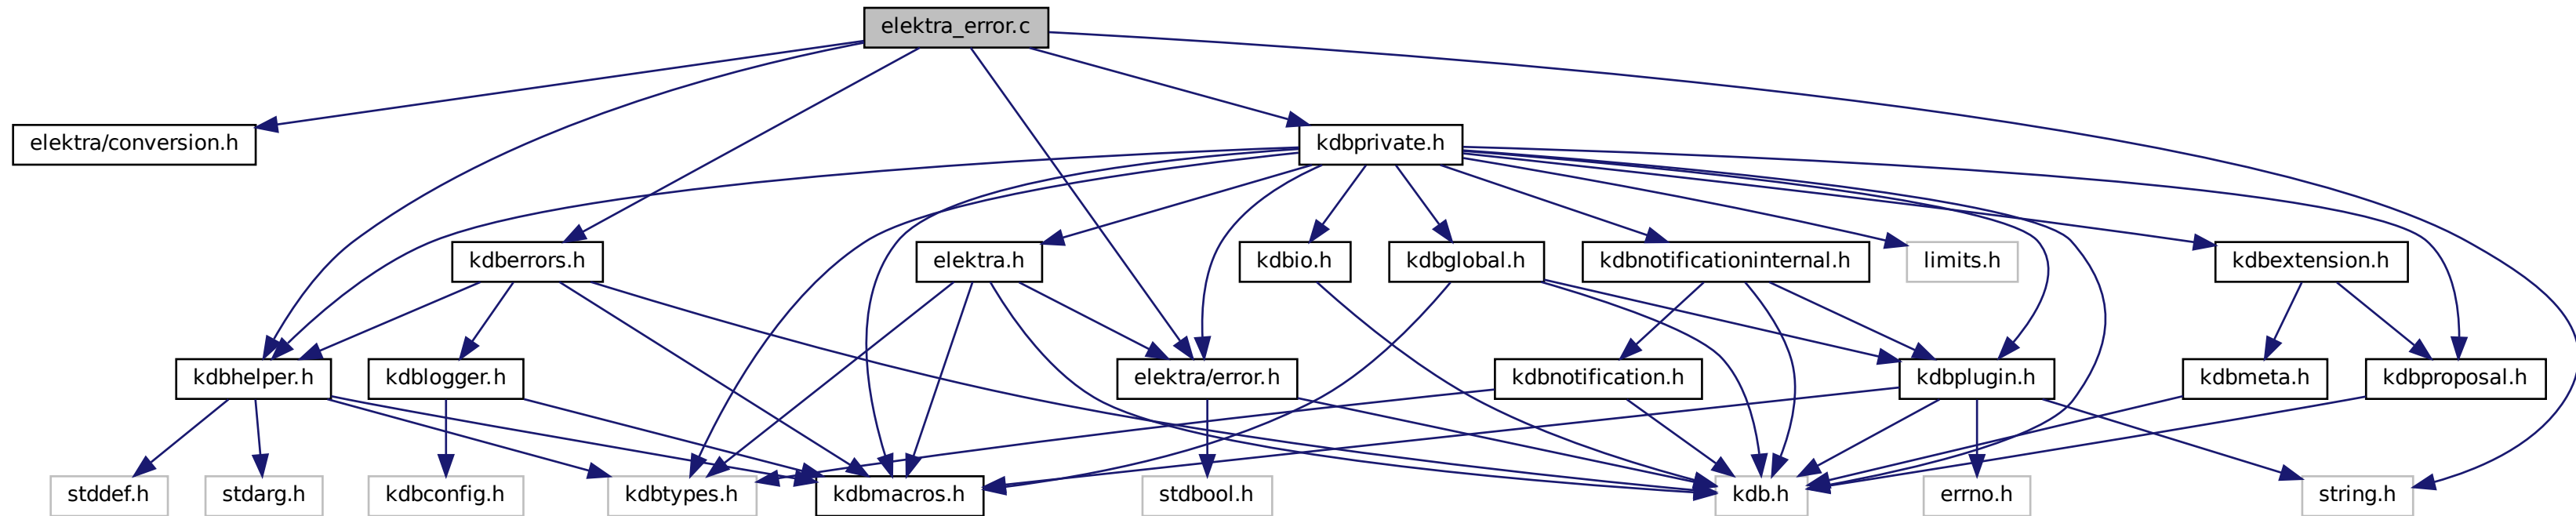 elektra_error.c
elektra/conversion.h
kdbprivate.h
kdberrors.h
elektra.h
kdbio.h
kdbglobal.h
kdbnotificationinternal.h
limits.h
kdbextension.h
kdbhelper.h
kdblogger.h
elektra/error.h
kdbnotification.h
kdbplugin.h
kdbmeta.h
kdbproposal.h
stddef.h
stdarg.h
kdbconfig.h
kdbtypes.h
kdbmacros.h
stdbool.h
kdb.h
errno.h
string.h